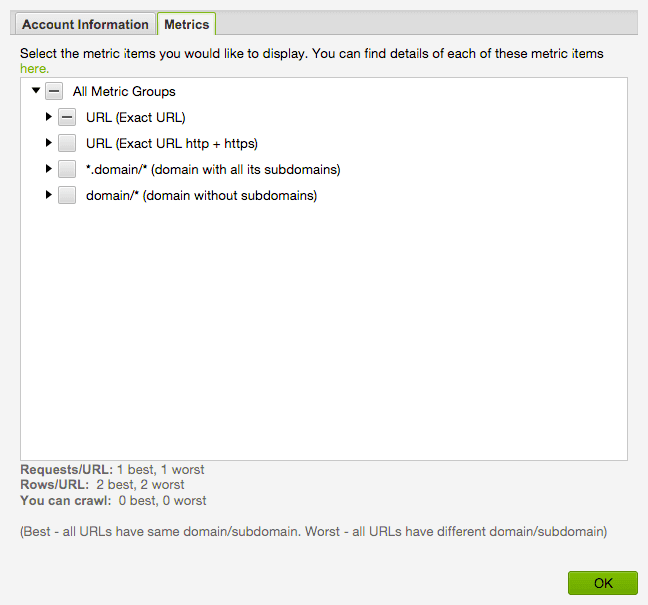 Account Information Metrics
Select the metric items you would like to display. You can find details of each of these metric items
here.
All Metric Groups
URL (Exact URL)
URL (Exact URL http + https)
*.domain/* (domain with all its subdomains)
domain/* (domain without subdomains)
Requests/URL: 1 best, 1 worst
Rows/URL: 2 best, 2 worst
You can crawl: 0 best, 0 worst
(Best - all URLs have same domain/subdomain. Worst - all URLs have different domain/subdomain)
OK